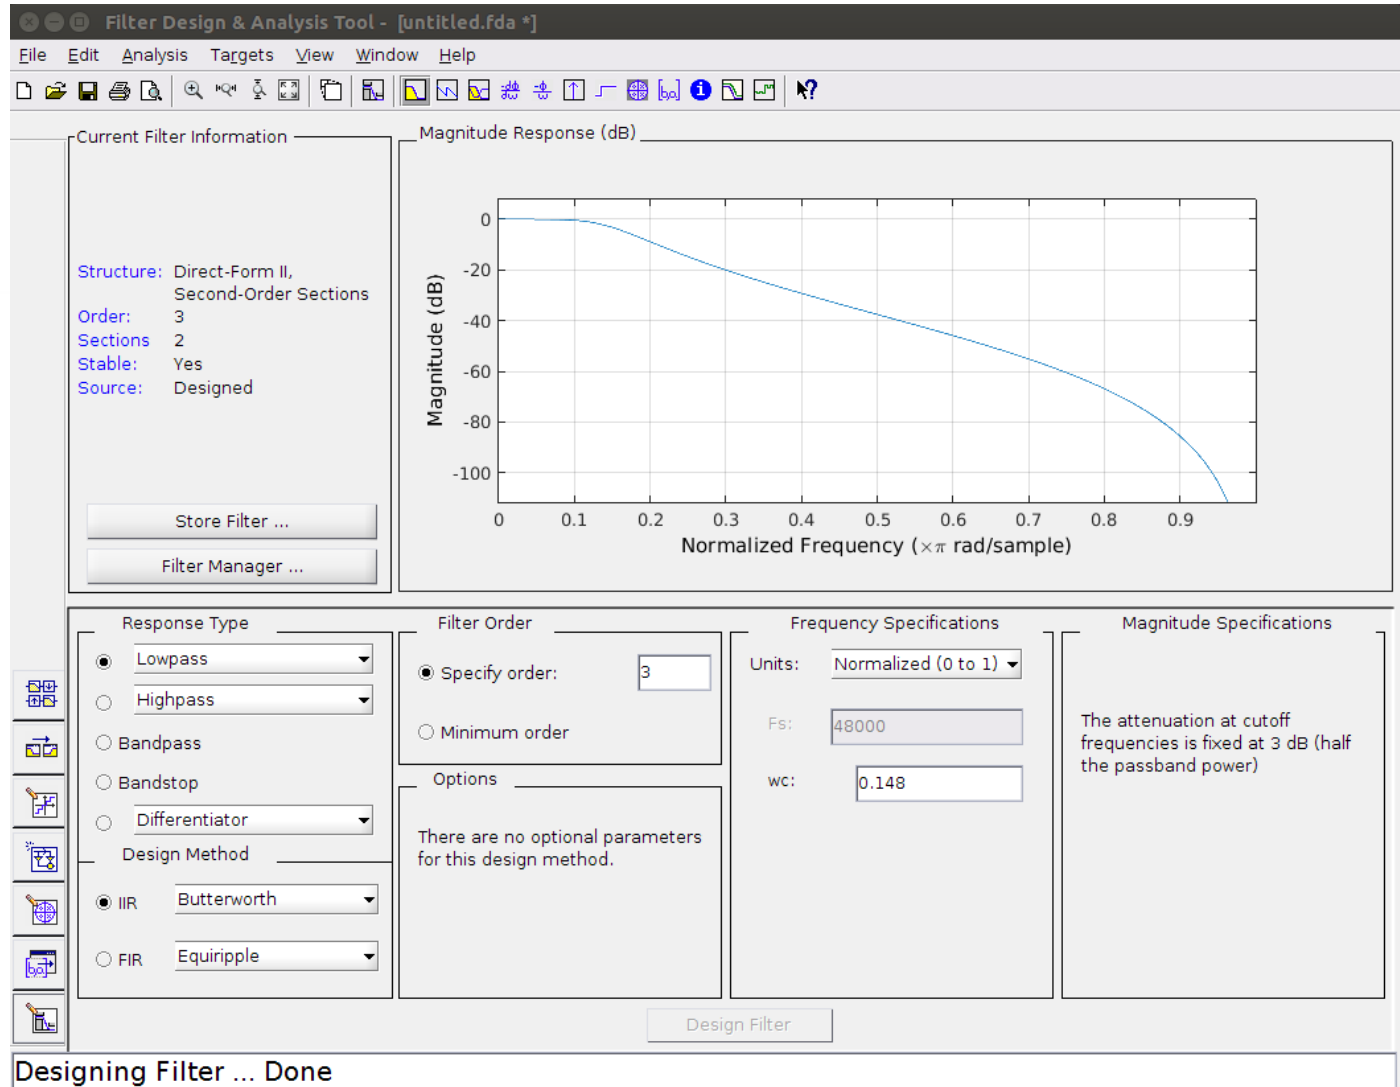 Filter Design & Analysis Tool - [untitled.fda *]
File Edit Analysis Targets View Window Help
Current Filter Information
Structure: Direct-Form II,
Second-Order Sections
Order: 3
Sections 2
Stable: Yes
Source: Designed
Store Filter ...
Filter Manager ...
Magnitude Response (dB)
Magnitude (dB)
0
-20
-40
-60
-80
-100
0 0.1 0.2 0.3 0.4 0.5 0.6 0.7 0.8 0.9
Normalized Frequency (×π rad/sample)
Response Type
Lowpass
Highpass
Bandpass
Bandstop
Differentiator
Design Method
IIR Butterworth
FIR Equiripple
Filter Order
Specify order: 3
Minimum order
Options
There are no optional parameters
for this design method.
Frequency Specifications
Units: Normalized (0 to 1)
Fs: 48000
wc: 0.148
Magnitude Specifications
The attenuation at cutoff
frequencies is fixed at 3 dB (half
the passband power)
Design Filter
Designing Filter ... Done